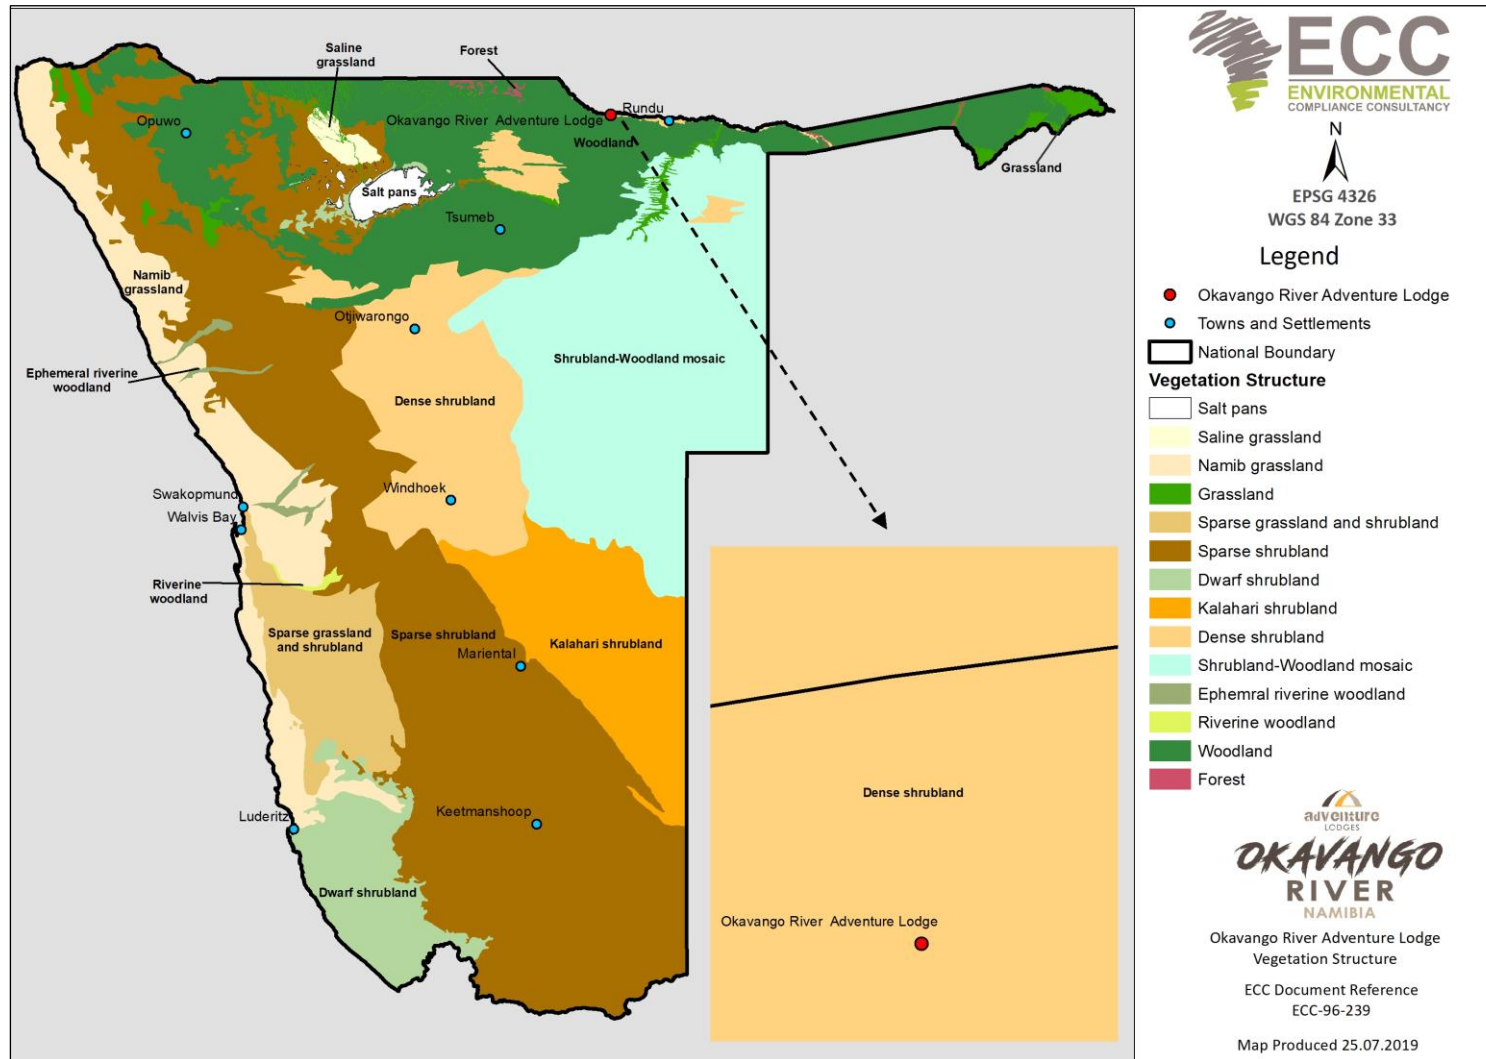 Saline
grassland
Forest
Opuwo
Okavango River Adventure Lodge
Rundu
Woodland
Grassland
Salt pans
Tsumeb
Namib
grassland
Otjiwarongo
Shrubland-Woodland mosaic
Ephemeral riverine
woodland
Dense shrubland
Windhoek
Swakopmund
Walvis Bay
Riverine
woodland
Sparse grassland
and shrubland
Sparse shrubland
Mariental
Kalahari shrubland
Luderitz
Keetmanshoop
Dwarf shrubland
Dense shrubland
Okavango River Adventure Lodge
ECC
ENVIRONMENTAL
COMPLIANCE CONSULTANCY
N
EPSG 4326
WGS 84 Zone 33
Legend
Okavango River Adventure Lodge
Towns and Settlements
National Boundary
Vegetation Structure
Salt pans
Saline grassland
Namib grassland
Grassland
Sparse grassland and shrubland
Sparse shrubland
Dwarf shrubland
Kalahari shrubland
Dense shrubland
Shrubland-Woodland mosaic
Ephemral riverine woodland
Riverine woodland
Woodland
Forest
adventure
LODGES
OKAVANGO
RIVER
NAMIBIA
Okavango River Adventure Lodge
Vegetation Structure
ECC Document Reference
ECC-96-239
Map Produced 25.07.2019